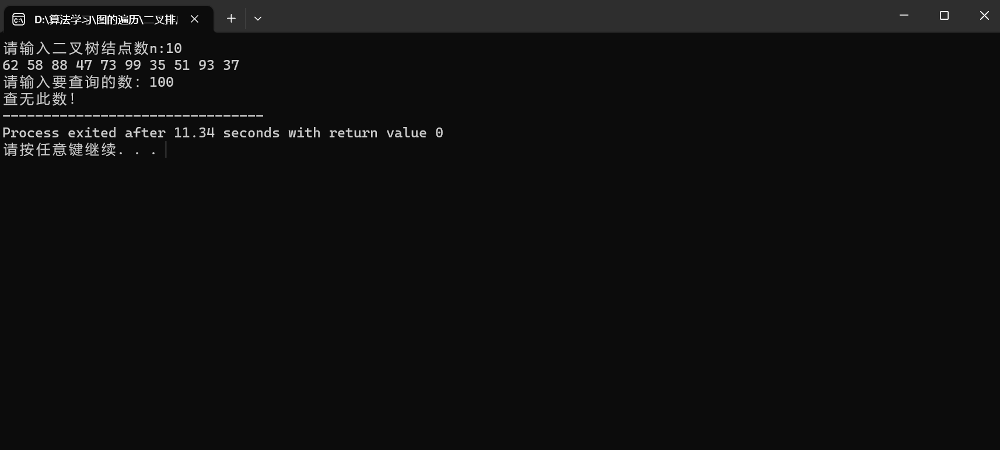 D:\算法学习\图的遍历\二叉排
请输入二叉树结点数n:10
62 58 88 47 73 99 35 51 93 37
请输入要查询的数：100
查无此数！
--------------------------------
Process exited after 11.34 seconds with return value 0
请按任意键继续. . .